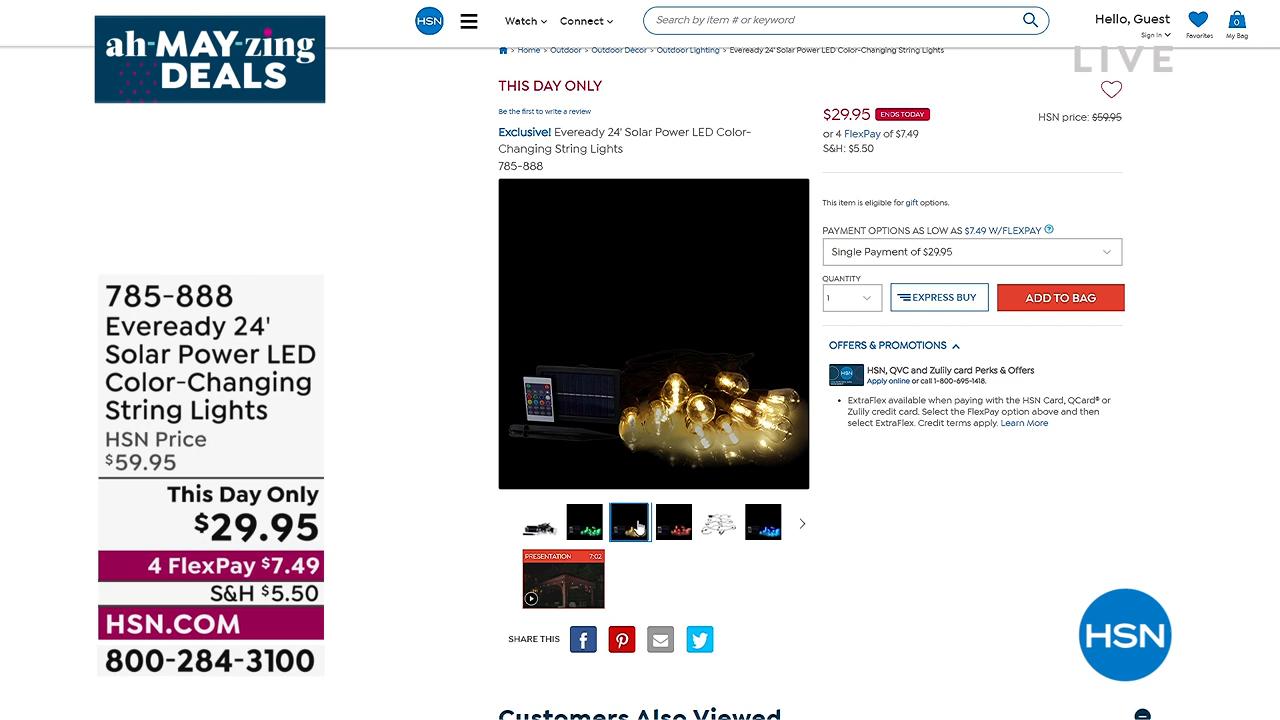 ah-MAY-zing
DEALS
HSN
Watch
Connect
Search by item # or keyword
Hello, Guest
Sign In
Favorites
0
My Bag
LIVE
> Home > Outdoor > Outdoor Décor > Outdoor Lighting > Eveready 24' Solar Power LED Color-Changing String Lights
THIS DAY ONLY
Be the first to write a review
Exclusive! Eveready 24' Solar Power LED Color-
Changing String Lights
785-888
$29.95 ENDS TODAY
HSN price: $59.95
or 4 FlexPay of $7.49
S&H: $5.50
This item is eligible for gift options.
PAYMENT OPTIONS AS LOW AS $7.49 W/FLEXPAY ?
Single Payment of $29.95
QUANTITY
1
EXPRESS BUY
ADD TO BAG
OFFERS & PROMOTIONS
HSN
HSN, QVC and Zulily card Perks & Offers
Apply online or call 1-800-695-1418.
• ExtraFlex available when paying with the HSN Card, QCard® or
Zulily credit card. Select the FlexPay option above and then
select ExtraFlex. Credit terms apply. Learn More
PRESENTATION 7:02
SHARE THIS
Customers Also Viewed
785-888
Eveready 24'
Solar Power LED
Color-Changing
String Lights
HSN Price
$59.95
This Day Only
$29.95
4 FlexPay $7.49
S&H $5.50
HSN.COM
800-284-3100
HSN